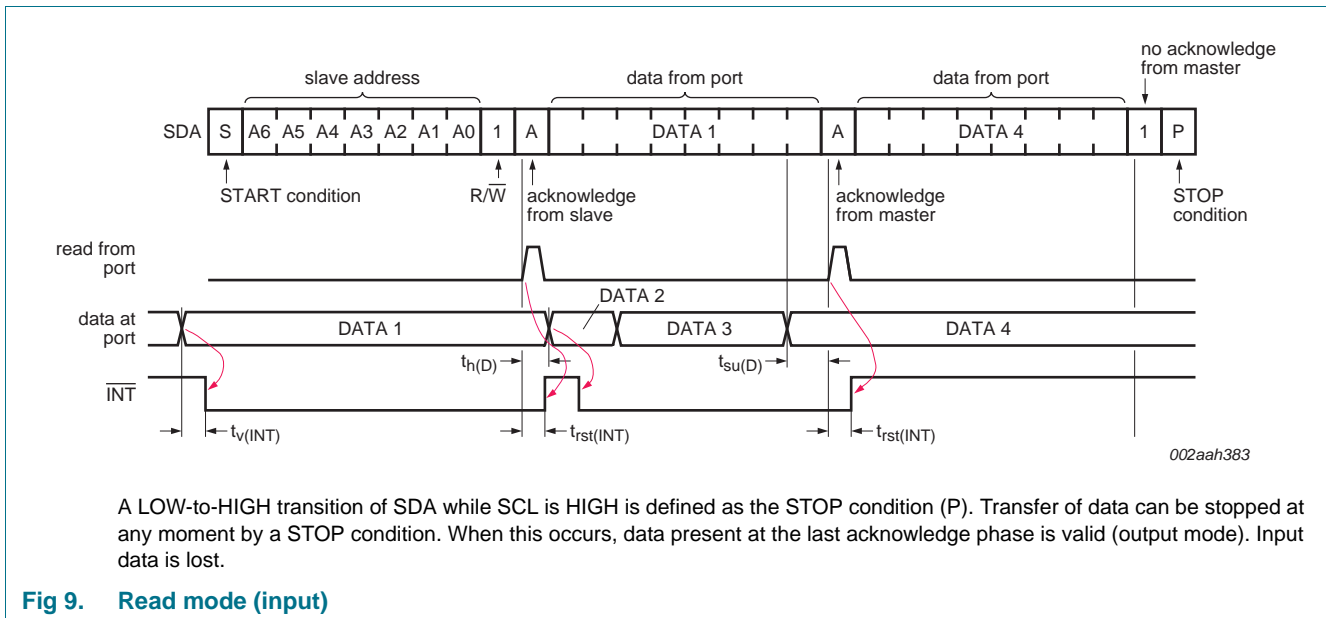 no acknowledge
from master
slave address
data from port
data from port
SDA
S A6 A5 A4 A3 A2 A1 A0 1 A DATA 1 A DATA 4 1 P
START condition
R/W
acknowledge
from slave
acknowledge
from master
STOP
condition
read from
port
DATA 2
data at
port
DATA 1
DATA 3
DATA 4
th(D)
tsu(D)
INT
tv(INT)
trst(INT)
trst(INT)
002aah383
A LOW-to-HIGH transition of SDA while SCL is HIGH is defined as the STOP condition (P). Transfer of data can be stopped at
any moment by a STOP condition. When this occurs, data present at the last acknowledge phase is valid (output mode). Input
data is lost.
Fig 9. Read mode (input)